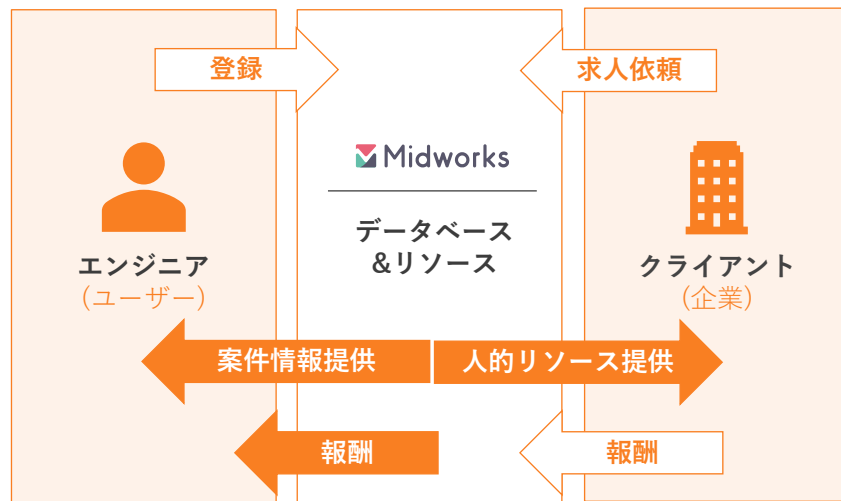 登録
求人依頼
Midworks
データベース
&リソース
エンジニア
(ユーザー)
クライアント
(企業)
案件情報提供
人的リソース提供
報酬
報酬